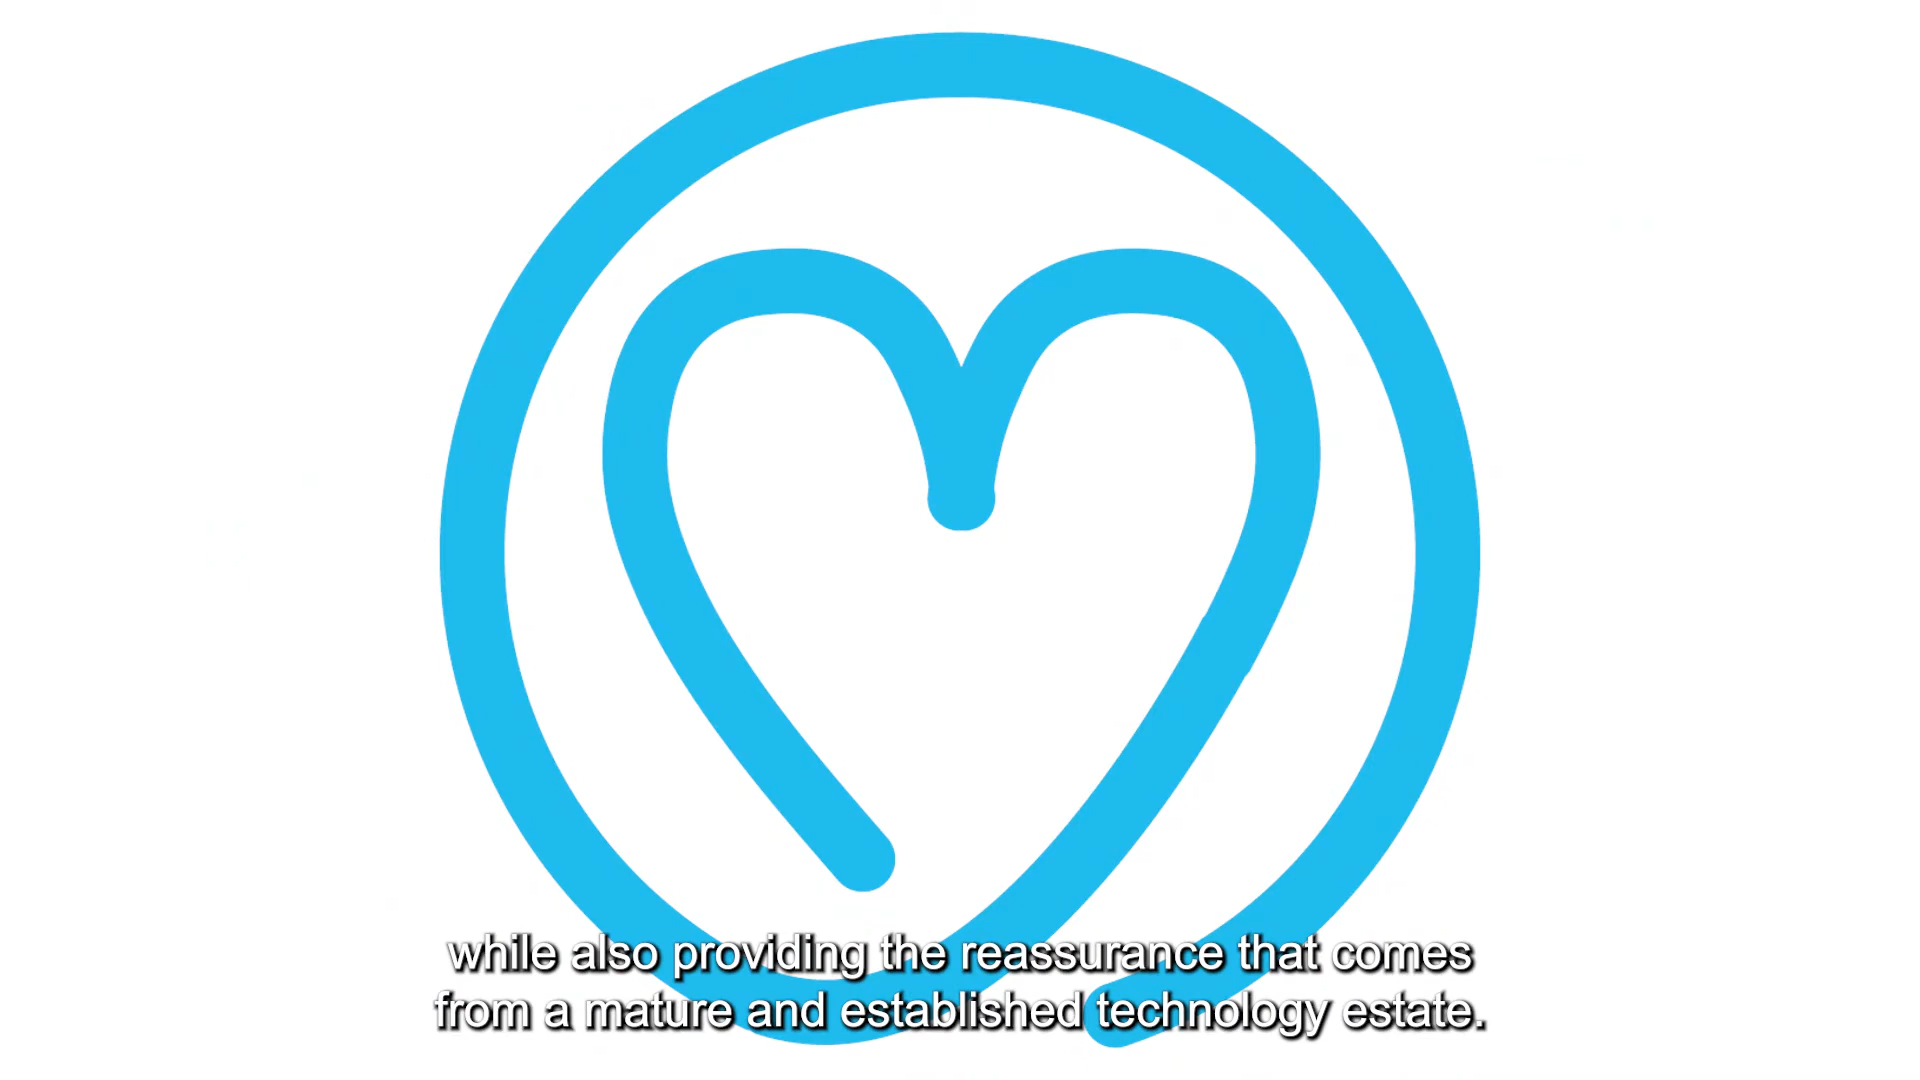 while also providing the reassurance that comes
from a mature and established technology estate.